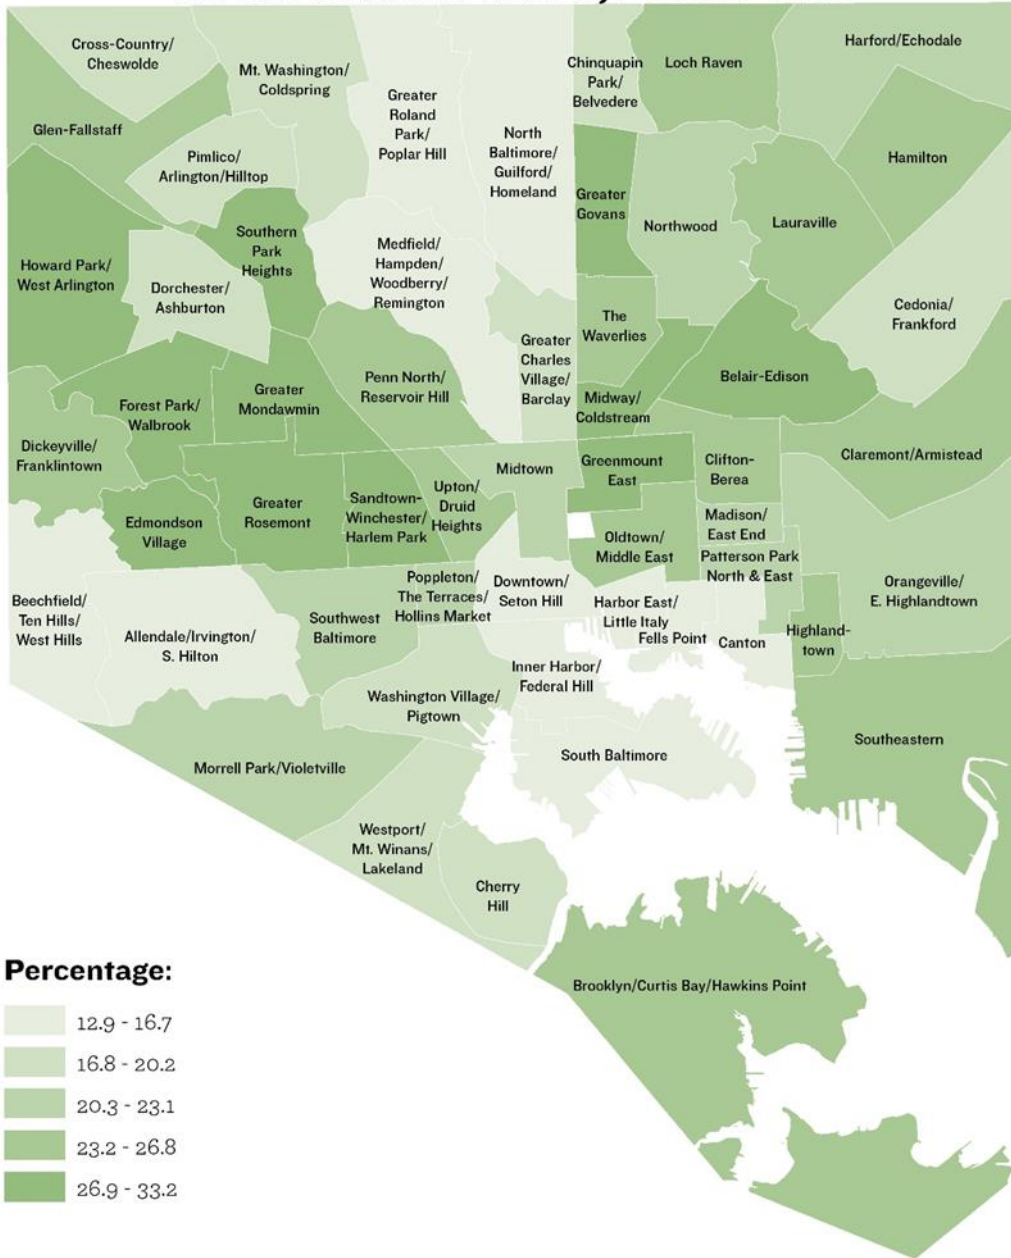 Cross-Country/
Cheswolde
Mt. Washington/
Coldspring
Greater
Roland
Park/
Poplar Hill
North
Baltimore/
Guilford/
Homeland
Chinquapin
Park/
Belvedere
Loch Raven
Harford/Echodale
Glen-Fallstaff
Pimlico/
Arlington/Hilltop
Hamilton
Greater
Govans
Northwood
Lauraville
Southern
Park
Heights
Medfield/
Hampden/
Woodberry/
Remington
Howard Park/
West Arlington
Dorchester/
Ashburton
Cedonia/
Frankford
The
Waverlies
Greater
Charles
Village/
Barclay
Belair-Edison
Penn North/
Reservoir Hill
Greater
Mondawmin
Forest Park/
Walbrook
Midway/
Coldstream
Dickeyville/
Franklintown
Claremont/Armistead
Midtown
Greenmount
East
Clifton-
Berea
Upton/
Druid
Heights
Sandtown-
Winchester/
Harlem Park
Greater
Rosemont
Edmondson
Village
Madison/
East End
Oldtown/
Middle East
Patterson Park
North & East
Orangeville/
E. Highlandtown
Poppleton/
The Terraces/
Hollins Market
Downtown/
Seton Hill
Harbor East/
Little Italy
Fells Point
Canton
Highland-
town
Beechfield/
Ten Hills/
West Hills
Allendale/Irvington/
S. Hilton
Southwest
Baltimore
Inner Harbor/
Federal Hill
Washington Village/
Pigtown
Southeastern
South Baltimore
Morrell Park/Violetville
Westport/
Mt. Winans/
Lakeland
Cherry
Hill
Brooklyn/Curtis Bay/Hawkins Point
Percentage:
12.9 - 16.7
16.8 - 20.2
20.3 - 23.1
23.2 - 26.8
26.9 - 33.2